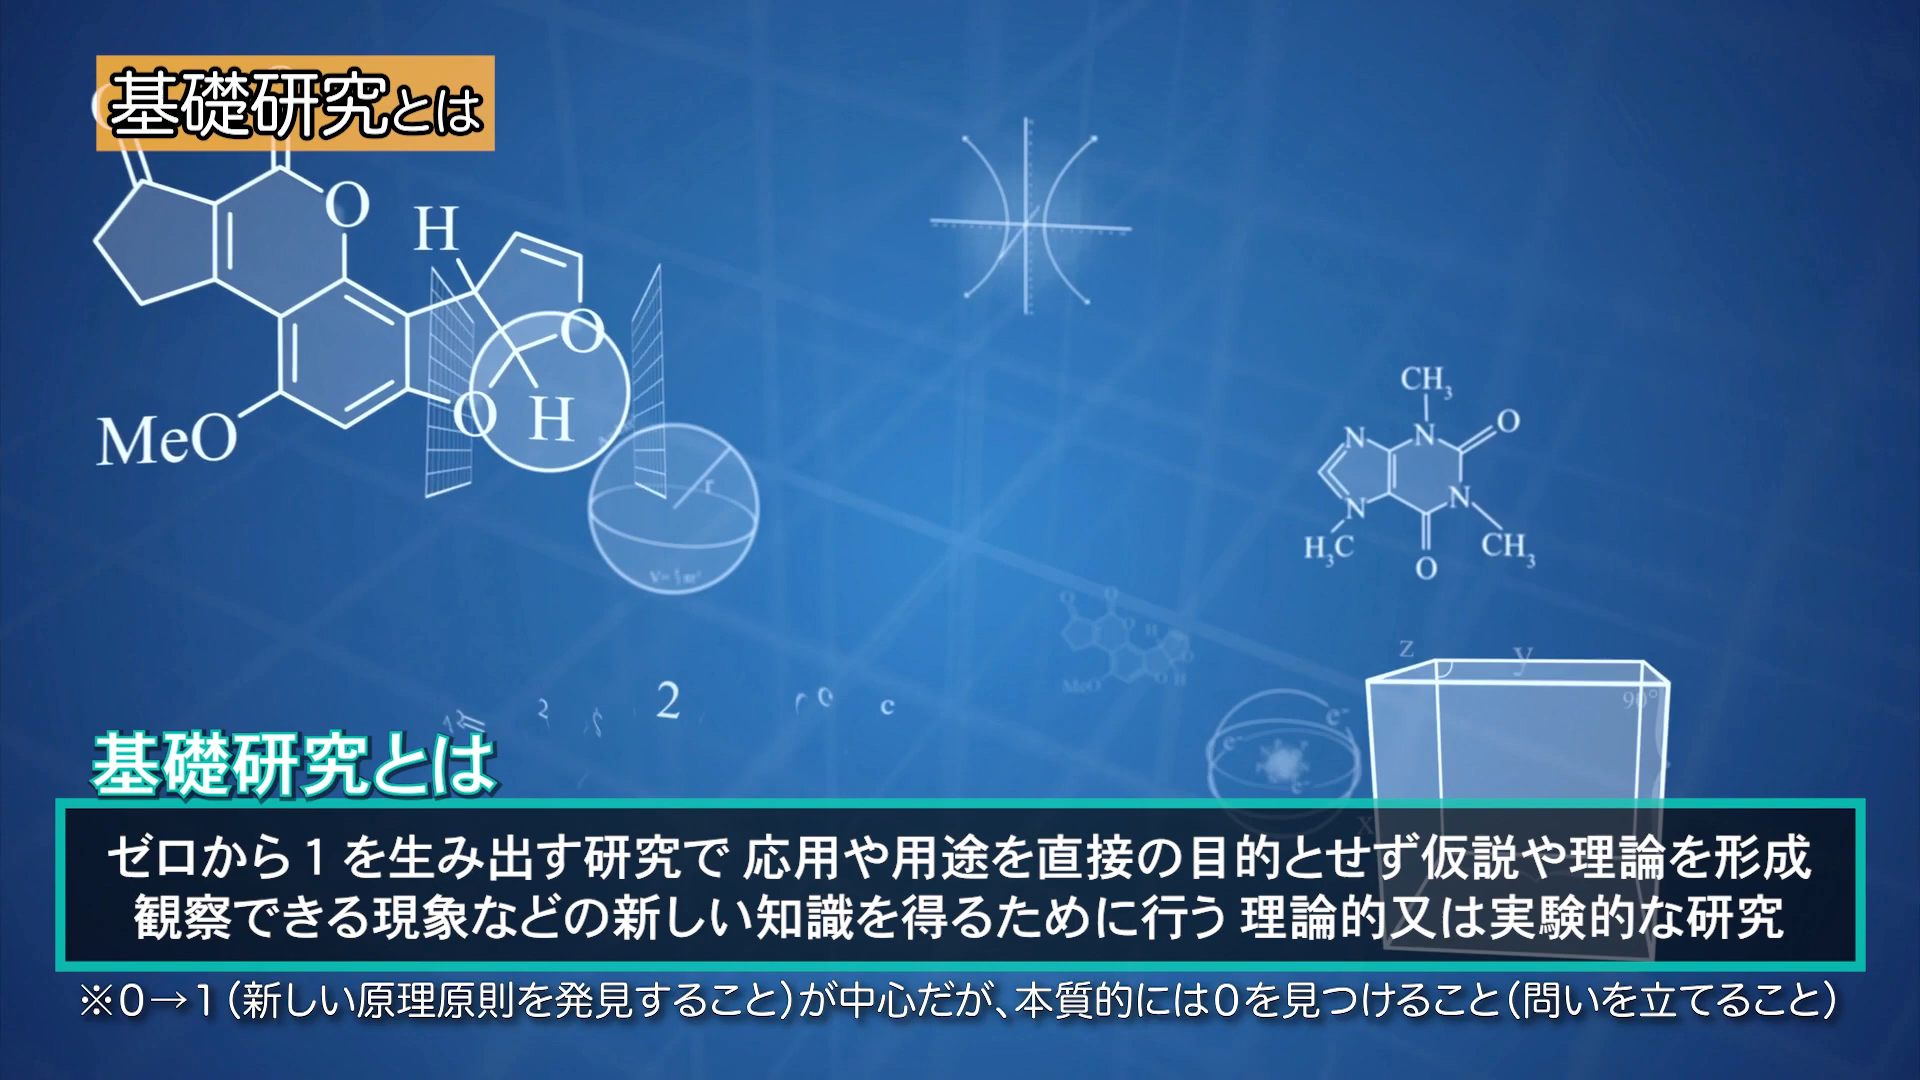 基礎研究とは
O
H
O
O
H
MeO
r
CH₃
N
N
O
N
N
H₃C
CH₃
O
z
y
90°
2
2
c
e⁻
e⁻
e⁻
x
MeO
基礎研究とは
ゼロから1を生み出す研究で 応用や用途を直接の目的とせず仮説や理論を形成
観察できる現象などの新しい知識を得るために行う 理論的又は実験的な研究
※0→1(新しい原理原則を発見すること)が中心だが、本質的には0を見つけること(問いを立てること)